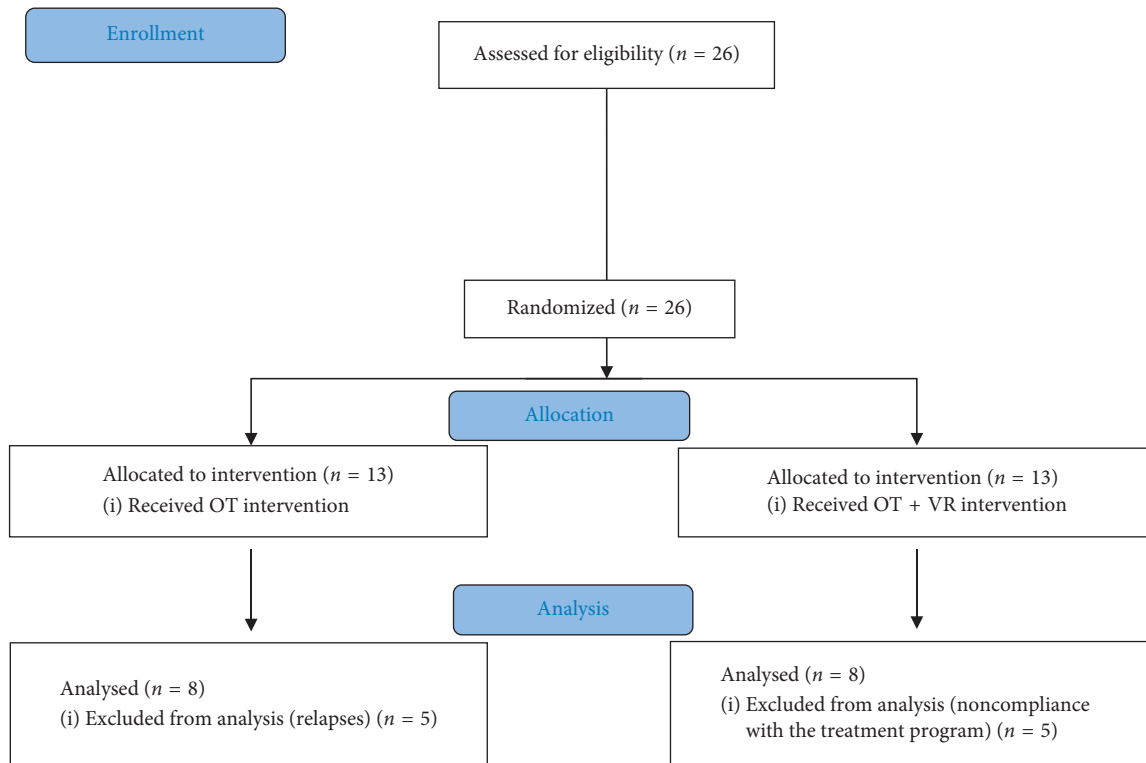 Enrollment
Assessed for eligibility (n = 26)
Randomized (n = 26)
Allocation
Allocated to intervention (n = 13)
(i) Received OT intervention
Allocated to intervention (n = 13)
(i) Received OT + VR intervention
Analysis
Analysed (n = 8)
(i) Excluded from analysis (relapses) (n = 5)
Analysed (n = 8)
(i) Excluded from analysis (noncompliance
with the treatment program) (n = 5)